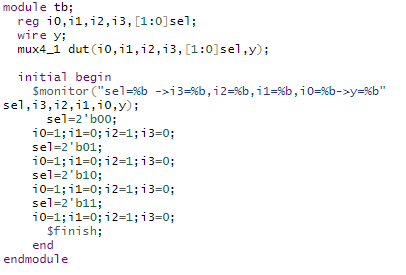 module tb;
reg i0,i1,i2,i3,[1:0]sel;
wire y;
mux4_1 dut(i0,i1,i2,i3,[1:0]sel,y);
initial begin
$monitor("sel=%b ->i3=%b,i2=%b,i1=%b,i0=%b->y=%b"
sel,i3,i2,i1,i0,y);
sel=2'b00;
i0=1;i1=0;i2=1;i3=0;
sel=2'b01;
i0=1;i1=0;i2=1;i3=0;
sel=2'b10;
i0=1;i1=0;i2=1;i3=0;
sel=2'b11;
i0=1;i1=0;i2=1;i3=0;
$finish;
end
endmodule